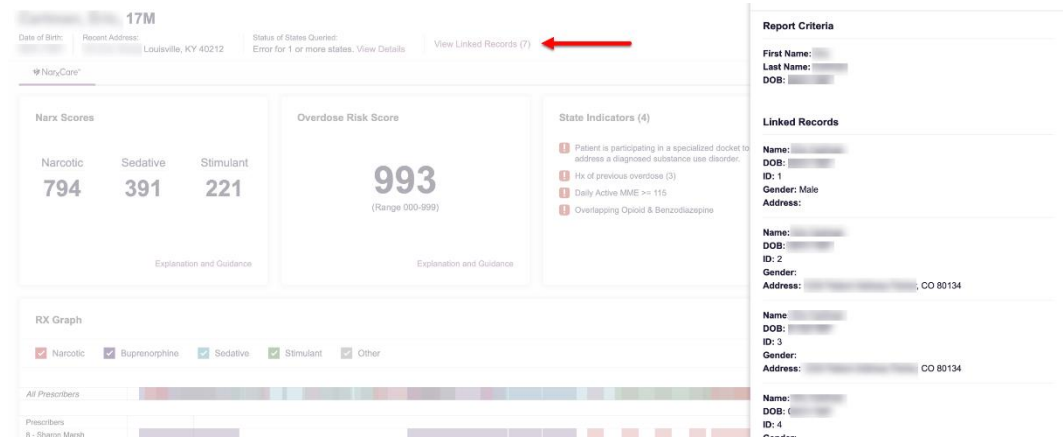 17M
Date of Birth: Recent Address: Status of States Queried:
Louisville, KY 40212 Error for 1 or more states. View Details View Linked Records (7)
NarxCare
Narx Scores
Narcotic Sedative Stimulant
794 391 221
Explanation and Guidance
Overdose Risk Score
993
(Range 000-999)
Explanation and Guidance
State Indicators (4)
Patient is participating in a specialized docket to
address a diagnosed substance use disorder.
Hx of previous overdose (3)
Daily Active MME >= 115
Overlapping Opioid & Benzodiazepine
RX Graph
Narcotic Buprenorphine Sedative Stimulant Other
All Prescribers
Prescribers
8 - Sharon Marsh
Report Criteria
First Name:
Last Name:
DOB:
Linked Records
Name:
DOB:
ID: 1
Gender: Male
Address:
Name:
DOB:
ID: 2
Gender:
Address: , CO 80134
Name
DOB:
ID: 3
Gender:
Address: CO 80134
Name:
DOB:
ID: 4
Gender: